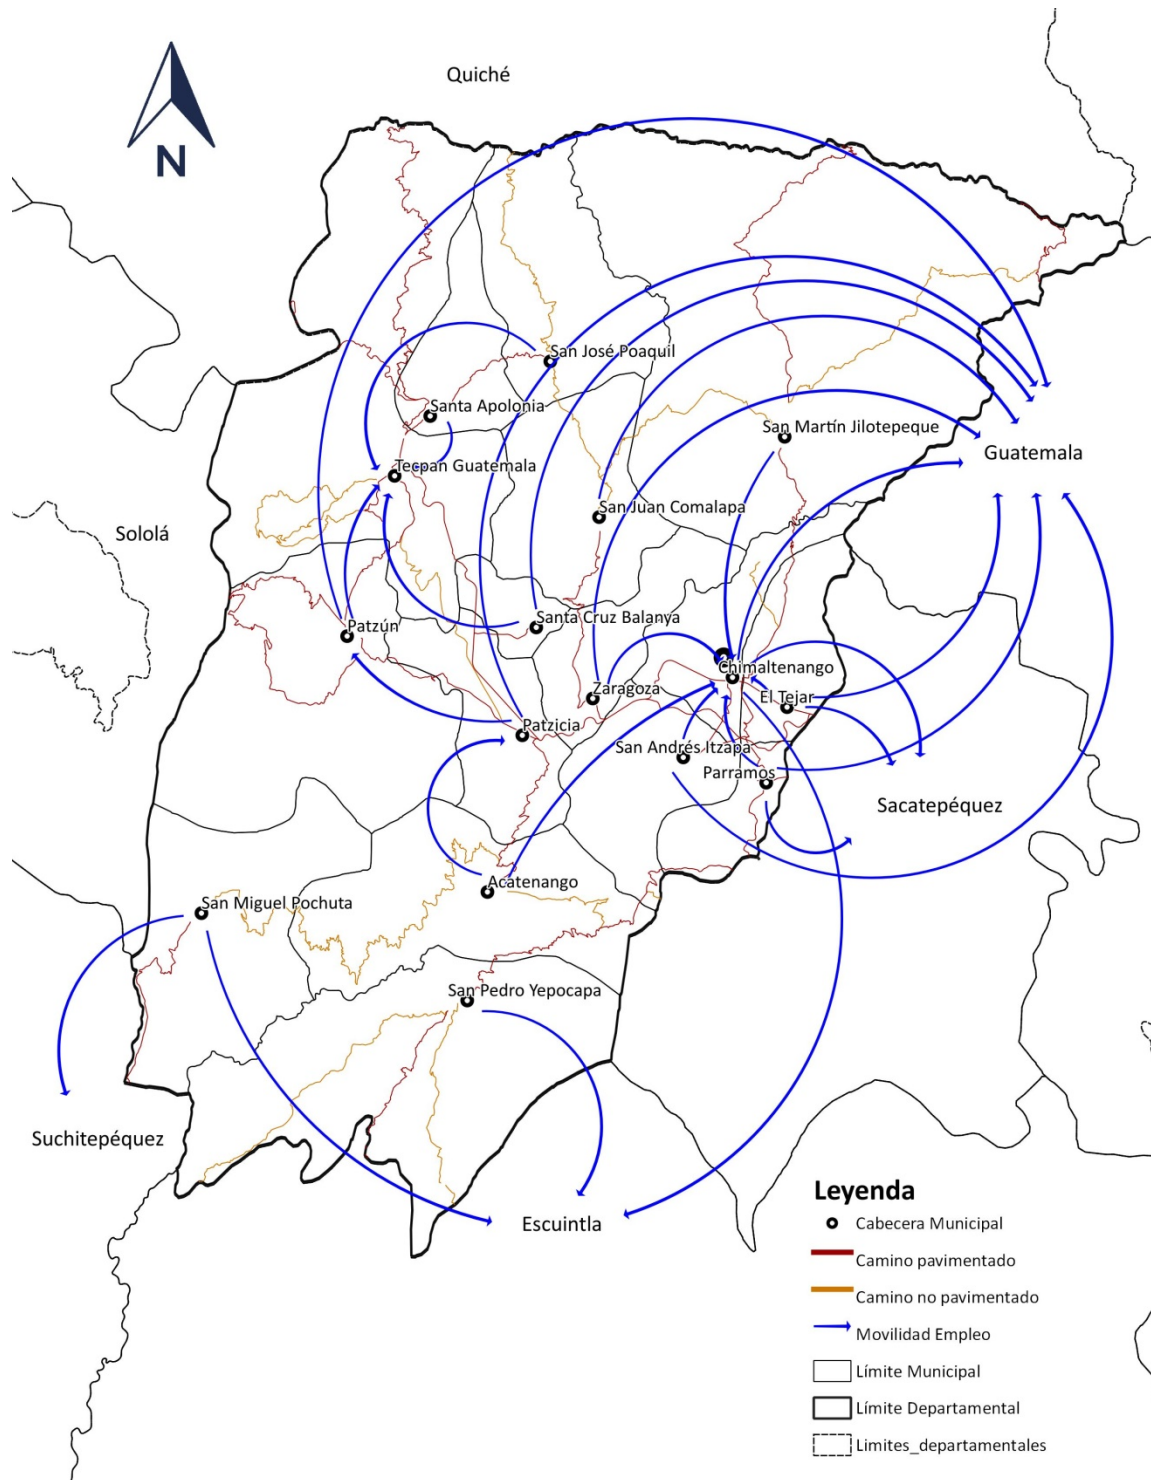 Quiché
N
San José Poaquil
Santa Apolonia
San Martín Jilotepeque
Guatemala
Tecpan Guatemala
San Juan Comalapa
Sololá
Santa Cruz Balanya
Patzún
Chimaltenango
Zaragoza
El Tejar
Patzicia
San Andrés Itzapa
Parramos
Sacatepéquez
Acatenango
San Miguel Pochuta
San Pedro Yepocapa
Suchitepéquez
Escuintla
Leyenda
Cabecera Municipal
Camino pavimentado
Camino no pavimentado
Movilidad Empleo
Límite Municipal
Límite Departamental
Limites_departamentales